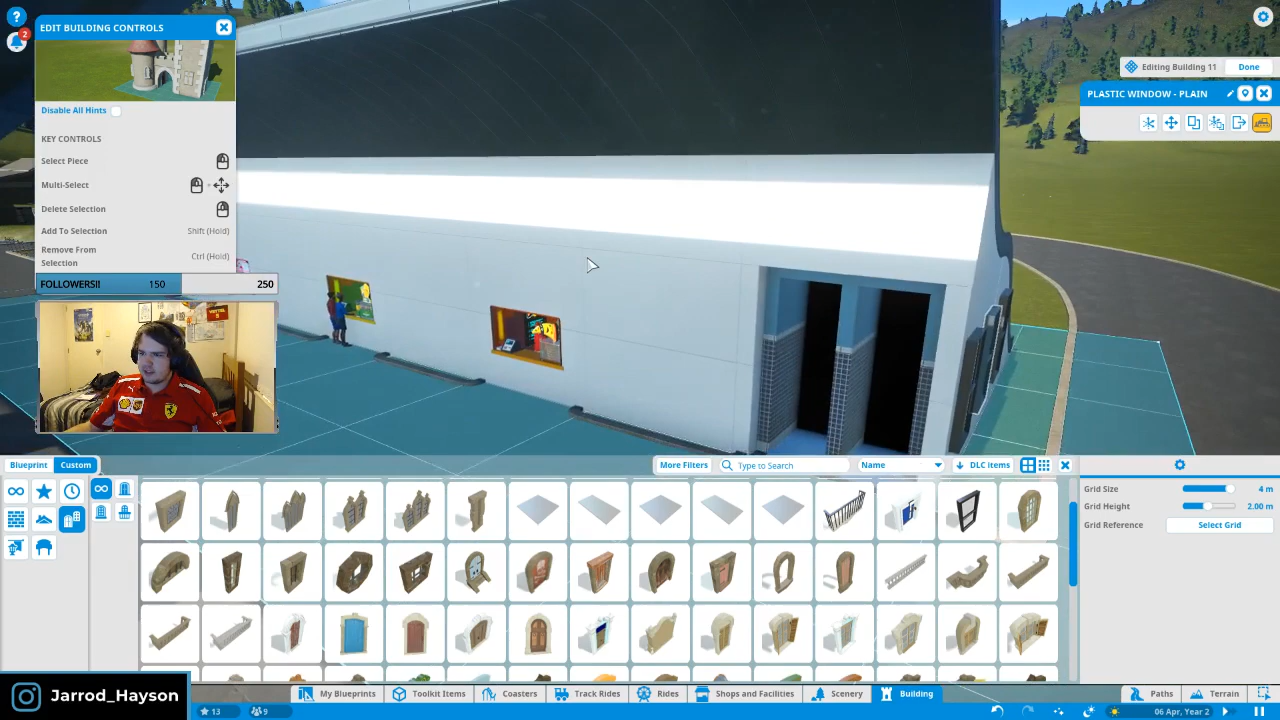 ?
2
EDIT BUILDING CONTROLS
Disable All Hints
KEY CONTROLS
Select Piece
Multi-Select
Delete Selection
Add To Selection Shift (Hold)
Remove From
Selection Ctrl (Hold)
FOLLOWERS!! 150 250
Editing Building 11 Done
PLASTIC WINDOW - PLAIN
Blueprint Custom
More Filters Type to Search Name DLC items
Grid Size 4 m
Grid Height 2.00 m
Grid Reference Select Grid
Jarrod_Hayson
My Blueprints Toolkit Items Coasters Track Rides Rides Shops and Facilities Scenery Building Paths Terrain
13 9 06 Apr, Year 2